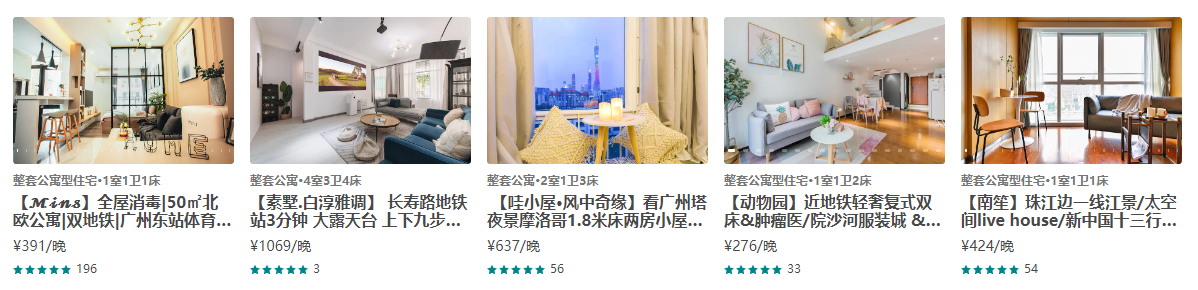 HOME
整套公寓型住宅•1室1卫1床
【𝓜𝓲𝓷𝓼】全屋消毒|50㎡北
欧公寓|双地铁|广州东站体育...
¥391/晚
196
整套公寓•4室3卫4床
【素墅.白淳雅调】 长寿路地铁
站3分钟 大露天台 上下九步...
¥1069/晚
3
整套公寓•2室1卫3床
【哇小屋•风中奇缘】看广州塔
夜景摩洛哥1.8米床两房小屋...
¥637/晚
56
整套公寓型住宅•1室1卫2床
【动物园】近地铁轻奢复式双
床&肿瘤医/院沙河服装城 &...
¥276/晚
33
整套公寓型住宅•1室1卫1床
【南笙】珠江边一线江景/太空
间live house/新中国十三行...
¥424/晚
54